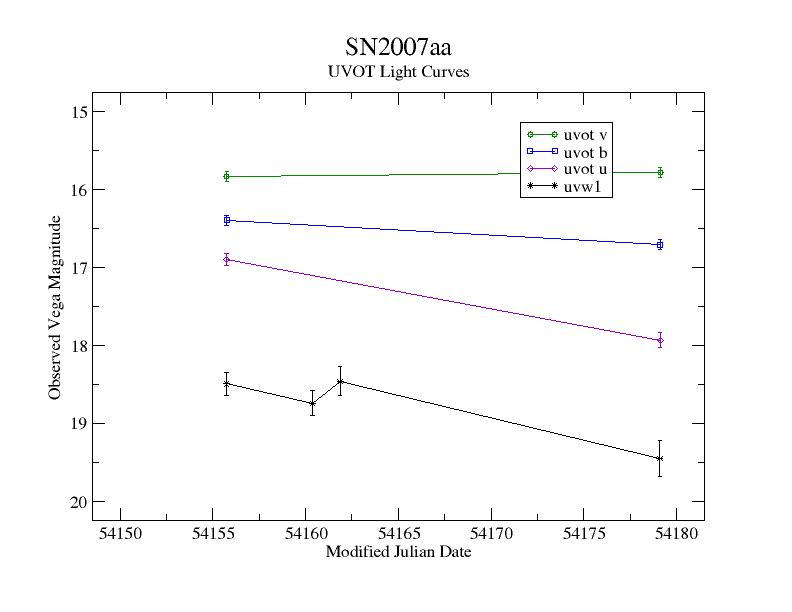 SN2007aa
UVOT Light Curves
uvot v
uvot b
uvot u
uvw1
Observed Vega Magnitude
15
16
17
18
19
20
54150 54155 54160 54165 54170 54175 54180
Modified Julian Date